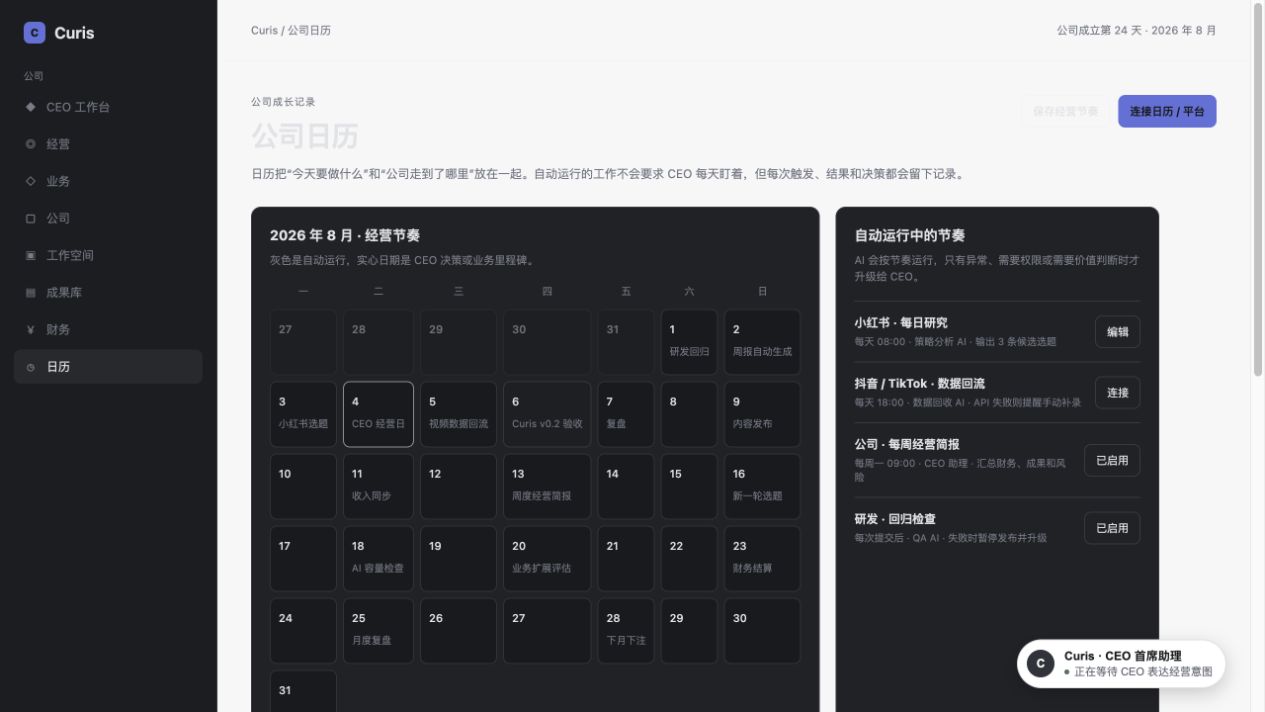 C Curis
公司
CEO 工作台
经营
业务
公司
工作空间
成果库
¥ 财务
日历
Curis / 公司日历
公司成立第 24 天 · 2026 年 8 月
公司成长记录
公司日历
保存经营节奏
连接日历 / 平台
日历把“今天要做什么”和“公司走到了哪里”放在一起。自动运行的工作不会要求 CEO 每天盯着，但每次触发、结果和决策都会留下记录。
2026 年 8 月 · 经营节奏
灰色是自动运行，实心日期是 CEO 决策或业务里程碑。
一 二 三 四 五 六 日
27 28 29 30 31 1 2
研发回归 周报自动生成
3 4 5 6 7 8 9
小红书选题 CEO 经营日 视频数据回流 Curis v0.2 验收 复盘 内容发布
10 11 12 13 14 15 16
收入同步 周度经营简报 新一轮选题
17 18 19 20 21 22 23
AI 容量检查 业务扩展评估 财务结算
24 25 26 27 28 29 30
月度复盘 下月下注
31
自动运行中的节奏
AI 会按节奏运行，只有异常、需要权限或需要价值判断时才
升级给 CEO。
小红书 · 每日研究
每天 08:00 · 策略分析 AI · 输出 3 条候选选题
编辑
抖音 / TikTok · 数据回流
每天 18:00 · 数据回收 AI · API 失败则提醒手动补录
连接
公司 · 每周经营简报
每周一 09:00 · CEO 助理 · 汇总财务、成果和风
险
已启用
研发 · 回归检查
每次提交后 · QA AI · 失败时暂停发布并升级
已启用
C
Curis · CEO 首席助理
正在等待 CEO 表达经营意图